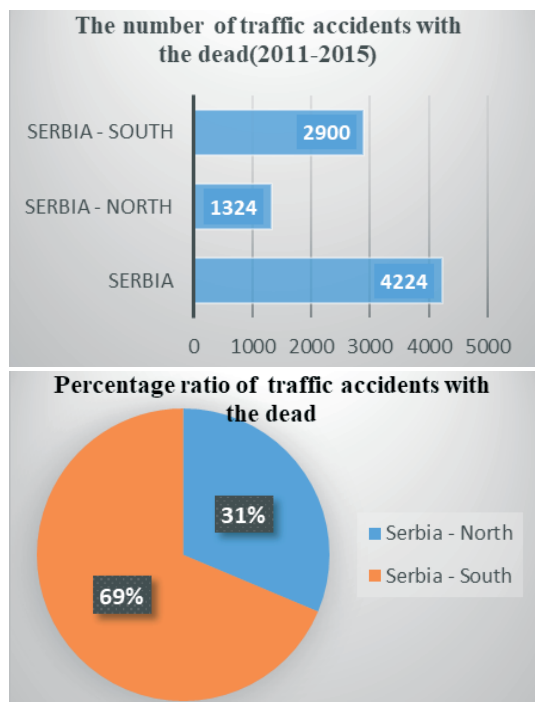 The number of traffic accidents with
the dead(2011-2015)
SERBIA - SOUTH
2900
SERBIA - NORTH
1324
SERBIA
4224
0 1000 2000 3000 4000 5000
Percentage ratio of traffic accidents with
the dead
31%
69%
Serbia - North
Serbia - South